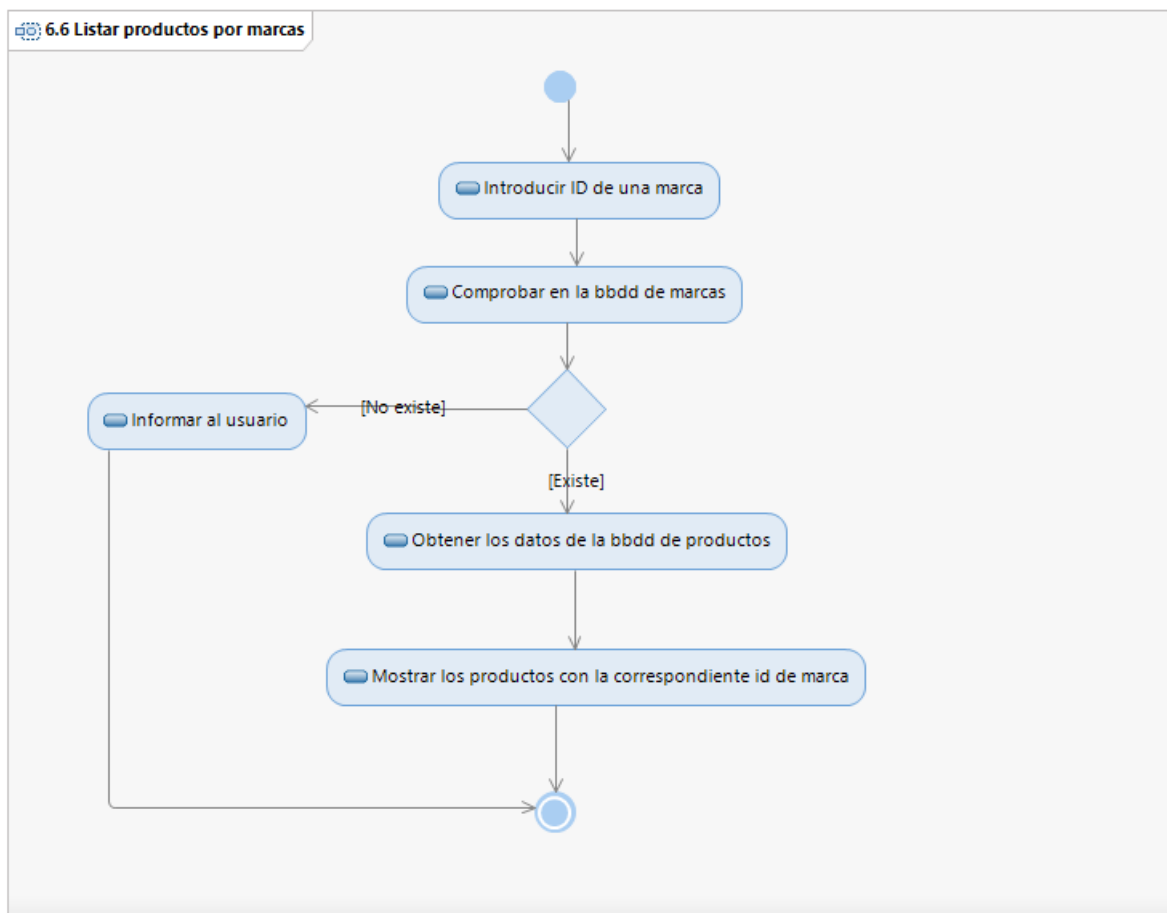 6.6 Listar productos por marcas
Introducir ID de una marca
Comprobar en la bbdd de marcas
[No existe]
Informar al usuario
[Existe]
Obtener los datos de la bbdd de productos
Mostrar los productos con la correspondiente id de marca